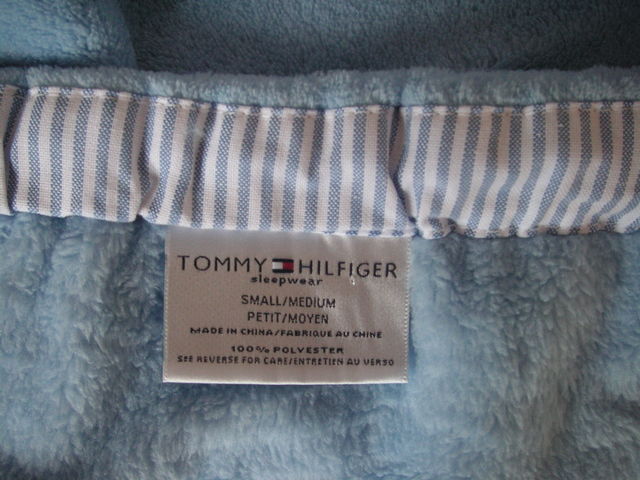 TOMMY HILFIGER
sleepwear
SMALL/MEDIUM
PETIT/MOYEN
MADE IN CHINA/FABRIQUE AU CHINE
100% POLYESTER
SEE REVERSE FOR CARE/ENTRETIEN AU VERSO